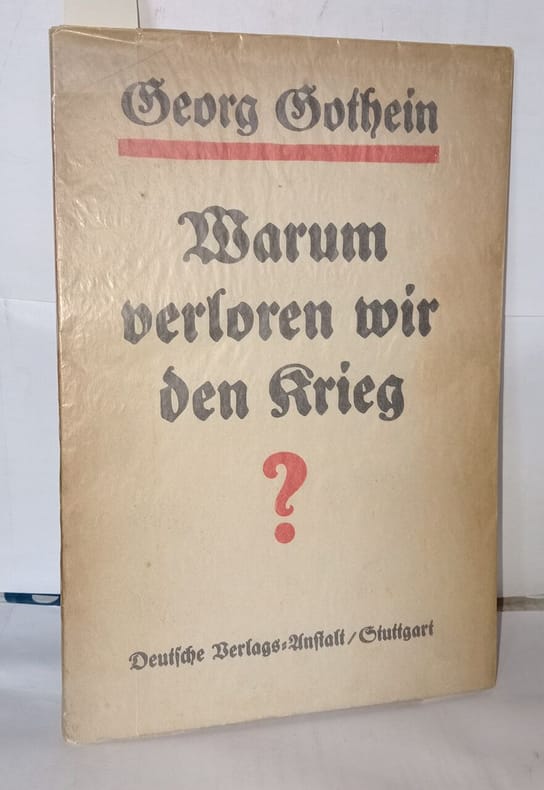 Georg Gothein
Warum
verloren wir
den Krieg
?
Deutsche Verlags-Anstalt/Stuttgart